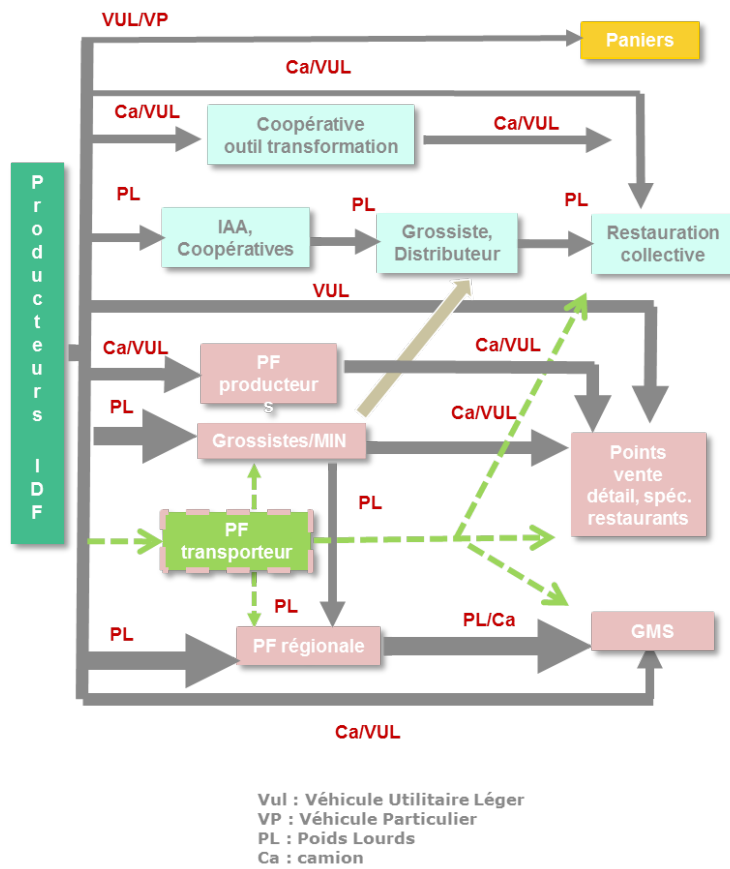 VUL/VP
Paniers
Ca/VUL
Ca/VUL
Coopérative
outil transformation
Ca/VUL
Producteurs IDF
PL
IAA,
Coopératives
PL
Grossiste,
Distributeur
PL
Restauration
collective
VUL
Ca/VUL
PF
producteur
s
Ca/VUL
PL
Grossistes/MIN
Ca/VUL
Points
vente
détail, spéc.
restaurants
PL
PF
transporteur
PL
PL
PF régionale
PL/Ca
GMS
Ca/VUL
Vul : Véhicule Utilitaire Léger
VP : Véhicule Particulier
PL : Poids Lourds
Ca : camion